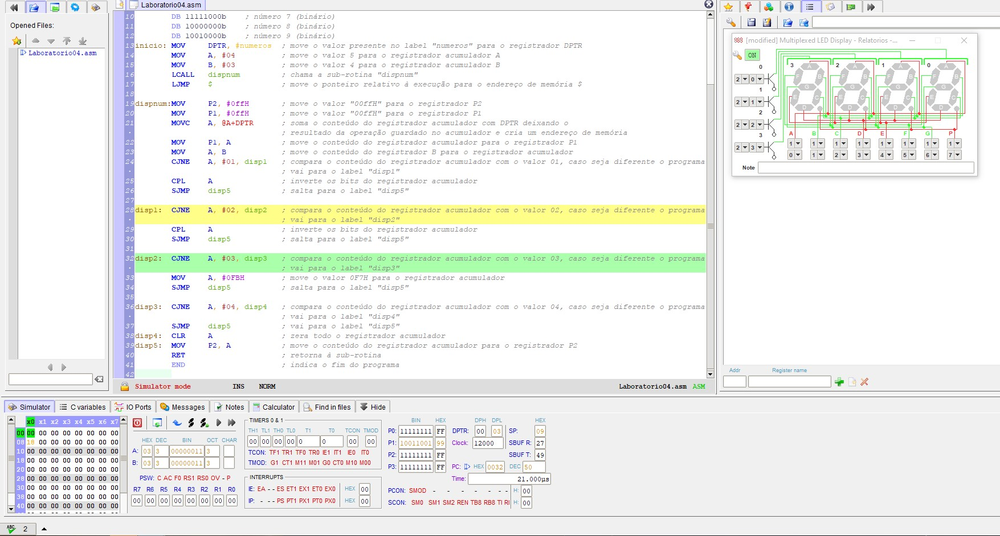 Laboratorio04.asm
Opened Files:
Laboratorio04.asm
10 DB 11111000b ; número 7 (binário)
11 DB 10000000b ; número 8 (binário)
12 DB 10010000b ; número 9 (binário)
13 inicio: MOV DPTR, #numeros ; move o valor presente no label "numeros" para o registrador DPTR
14 MOV A, #04 ; move o valor 5 para o registrador acumulador A
15 MOV B, #03 ; move o valor 4 para o registrador acumulador B
16 LCALL dispnum ; chama a sub-rotina "dispnum"
17 LJMP $ ; move o ponteiro relativo à execução para o endereço de memória $
18
19 dispnum:MOV P2, #0ffH ; move o valor "00ffH" para o registrador P2
20 MOV P1, #0ffH ; move o valor "00ffH" para o registrador P1
21 MOVC A, @A+DPTR ; soma o conteúdo do registrador acumulador com DPTR deixando o
; resultado da operação guardado no acumulador e cria um endereço de memória
22 MOV P1, A ; move o conteúdo do registrador acumulador para o registrador P1
23 MOV A, B ; move o conteúdo do registrador B para o registrador acumulador
24 CJNE A, #01, disp1 ; compara o conteúdo do registrador acumulador com o valor 01, caso seja diferente o programa
; vai para o label "disp1"
25 CPL A ; inverte os bits do registrador acumulador
26 SJMP disp5 ; salta para o label "disp5"
27
28 disp1: CJNE A, #02, disp2 ; compara o conteúdo do registrador acumulador com o valor 02, caso seja diferente o programa
; vai para o label "disp2"
29 CPL A ; inverte os bits do registrador acumulador
30 SJMP disp5 ; salta para o label "disp5"
31
32 disp2: CJNE A, #03, disp3 ; compara o conteúdo do registrador acumulador com o valor 03, caso seja diferente o programa
; vai para o label "disp3"
33 MOV A, #0FBH ; move o valor 0F7H para o registrador acumulador
34 SJMP disp5 ; salta para o label "disp5"
35
36 disp3: CJNE A, #04, disp4 ; compara o conteúdo do registrador acumulador com o valor 04, caso seja diferente o programa
; vai para o label "disp4"
37 SJMP disp5 ; vai para o label "disp5"
38 disp4: CLR A ; zera todo o registrador acumulador
39 disp5: MOV P2, A ; move o conteúdo do registrador acumulador para o registrador P2
40 RET ; retorna à sub-rotina
41 END ; indica o fim do programa
42
Simulator mode INS NORM Laboratorio04.asm ASM
888 [modified] Multiplexed LED Display - Relatorios -...
ON
0
2 0
1
2 1
2
2 2
3
2 3
3 2 1 0
A A A A
F B F B F B F B
G G G G
E C E C E C E C
D D D D
A B C D E F G P
1 1 1 1 1 1 1 1
0 1 2 3 4 5 6 7
Note
Addr Register name
Simulator C variables IO Ports Messages Notes Calculator Find in files Hide
x0 x1 x2 x3 x4 x5 x6 x7
00 00 00 00 00 00 00 00 00
08 18 00 00 00 00 00 00 00
10 00 00 00 00 00 00 00 00
18 00 00 00 00 00 00 00 00
20 00 00 00 00 00 00 00 00
28 00 00 00 00 00 00 00 00
30 00 00 00 00 00 00 00 00
38 00 00 00 00 00 00 00 00
40 00 00 00 00 00 00 00 00
HEX DEC BIN OCT CHAR
A: 03 3 00000011 3
B: 03 3 00000011 3
PSW: C AC F0 RS1 RS0 OV - P
R7 R6 R5 R4 R3 R2 R1 R0
00 00 00 00 00 00 00 00
TIMERS 0 & 1
TH1 TL1 TH0 TL0 T1 T0 TCON TMOD
00 00 00 00 0 0 00 00
TCON: TF1 TR1 TF0 TR0 IE1 IT1 IE0 IT0
TMOD: G1 CT1 M11 M01 G0 CT0 M10 M00
INTERRUPTS
IE: EA - - ES ET1 EX1 ET0 EX0 HEX 00
IP: - - - PS PT1 PX1 PT0 PX0 HEX 00
BIN HEX
P0: 11111111 FF
P1: 10011001 99
P2: 11111111 FF
P3: 11111111 FF
DPH DPL HEX
DPTR: 00 03 SP: 09
Clock: 12000 SBUF R: 27
SBUF T: 49
PC: HEX 0032 DEC 50
Time: 21.000µs
PCON: SMOD - - - - - - - H: 00
SCON: SM0 SM1 SM2 REN TB8 RB8 TI RI H: 00
ABC 2